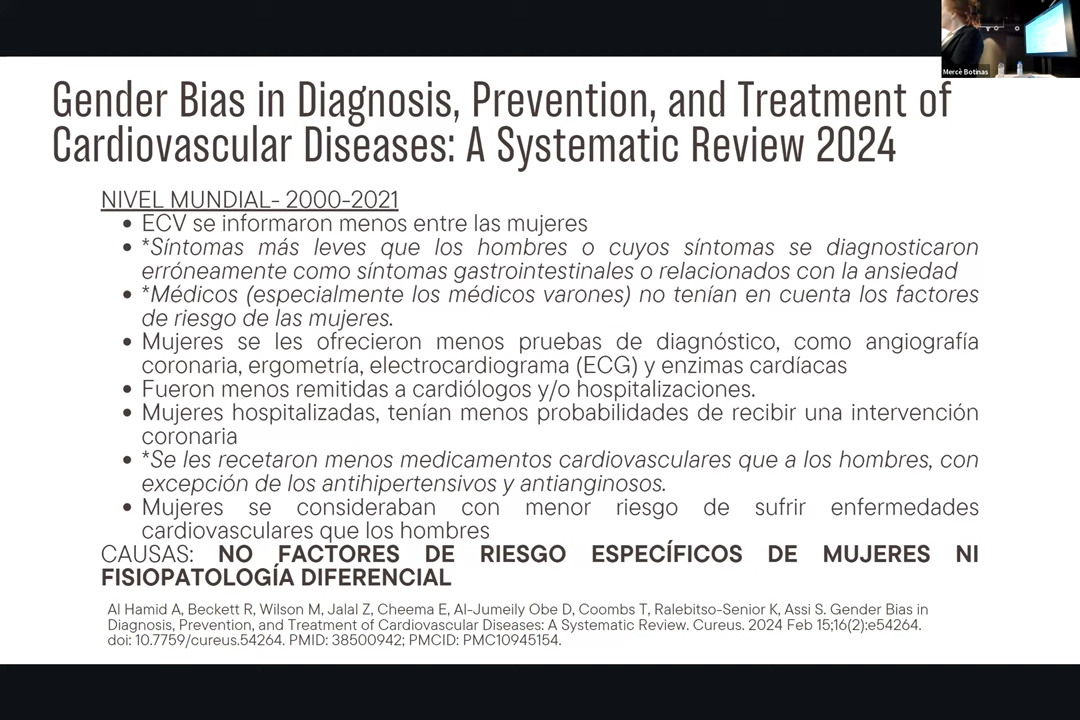 Mercè Botinas
Gender Bias in Diagnosis, Prevention, and Treatment of
Cardiovascular Diseases: A Systematic Review 2024
NIVEL MUNDIAL- 2000-2021
• ECV se informaron menos entre las mujeres
• *Síntomas más leves que los hombres o cuyos síntomas se diagnosticaron
erróneamente como síntomas gastrointestinales o relacionados con la ansiedad
• *Médicos (especialmente los médicos varones) no tenían en cuenta los factores
de riesgo de las mujeres.
• Mujeres se les ofrecieron menos pruebas de diagnóstico, como angiografía
coronaria, ergometría, electrocardiograma (ECG) y enzimas cardíacas
• Fueron menos remitidas a cardiólogos y/o hospitalizaciones.
• Mujeres hospitalizadas, tenían menos probabilidades de recibir una intervención
coronaria
• *Se les recetaron menos medicamentos cardiovasculares que a los hombres, con
excepción de los antihipertensivos y antianginosos.
• Mujeres se consideraban con menor riesgo de sufrir enfermedades
cardiovasculares que los hombres
CAUSAS: NO FACTORES DE RIESGO ESPECÍFICOS DE MUJERES NI
FISIOPATOLOGÍA DIFERENCIAL
Al Hamid A, Beckett R, Wilson M, Jalal Z, Cheema E, Al-Jumeily Obe D, Coombs T, Ralebitso-Senior K, Assi S. Gender Bias in
Diagnosis, Prevention, and Treatment of Cardiovascular Diseases: A Systematic Review. Cureus. 2024 Feb 15;16(2):e54264.
doi: 10.7759/cureus.54264. PMID: 38500942; PMCID: PMC10945154.